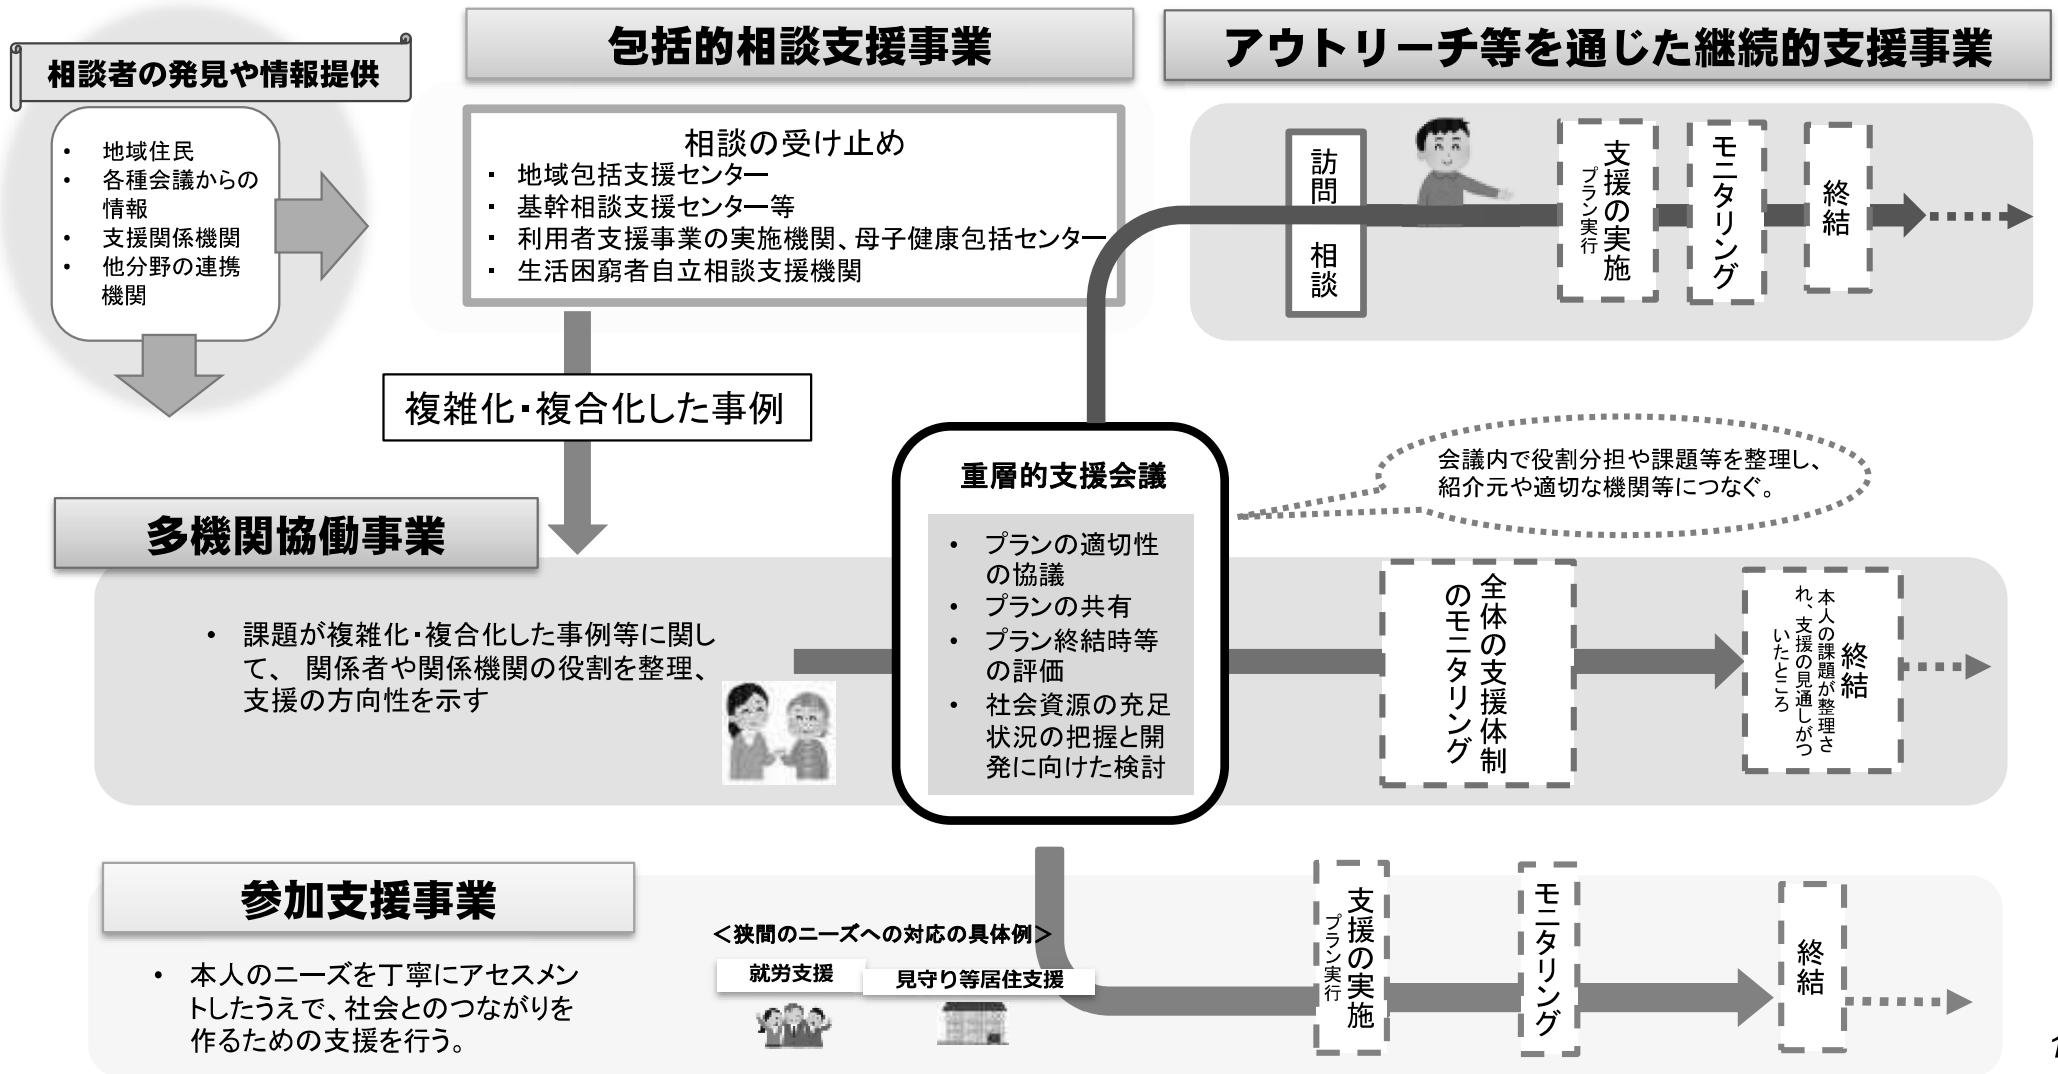 相談者の発見や情報提供
・ 地域住民
・ 各種会議からの
情報
・ 支援関係機関
・ 他分野の連携
機関
包括的相談支援事業
相談の受け止め
・ 地域包括支援センター
・ 基幹相談支援センター等
・ 利用者支援事業の実施機関、母子健康包括センター
・ 生活困窮者自立相談支援機関
複雑化・複合化した事例
アウトリーチ等を通じた継続的支援事業
訪問 相談
支援の実施
プラン実行
モニタリング
終結
多機関協働事業
・ 課題が複雑化・複合化した事例等に関し
て、 関係者や関係機関の役割を整理、
支援の方向性を示す
重層的支援会議
・ プランの適切性
の協議
・ プランの共有
・ プラン終結時等
の評価
・ 社会資源の充足
状況の把握と開
発に向けた検討
会議内で役割分担や課題等を整理し、
紹介元や適切な機関等につなぐ。
全体の支援体制
のモニタリング
終結
本人の課題が整理さ
れ、支援の見通しがつ
いたところ
参加支援事業
・ 本人のニーズを丁寧にアセスメン
トしたうえで、社会とのつながりを
作るための支援を行う。
＜狭間のニーズへの対応の具体例＞
就労支援
見守り等居住支援
支援の実施
プラン実行
モニタリング
終結